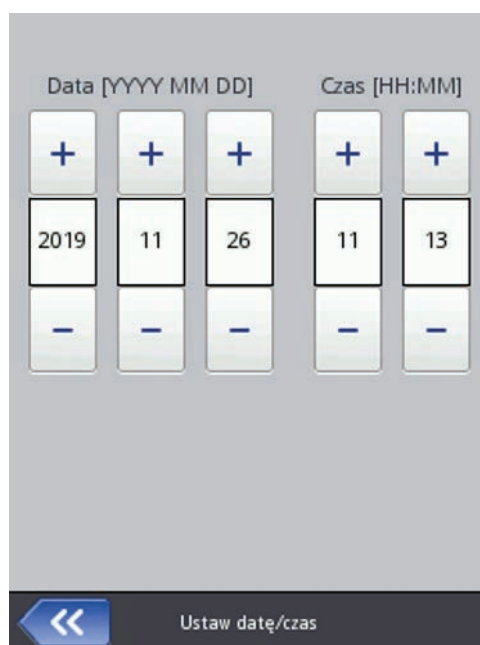 Data [YYYY MM DD] Czas [HH:MM]
+ + + + +
2019 11 26 11 13
− − − − −
Ustaw datę/czas